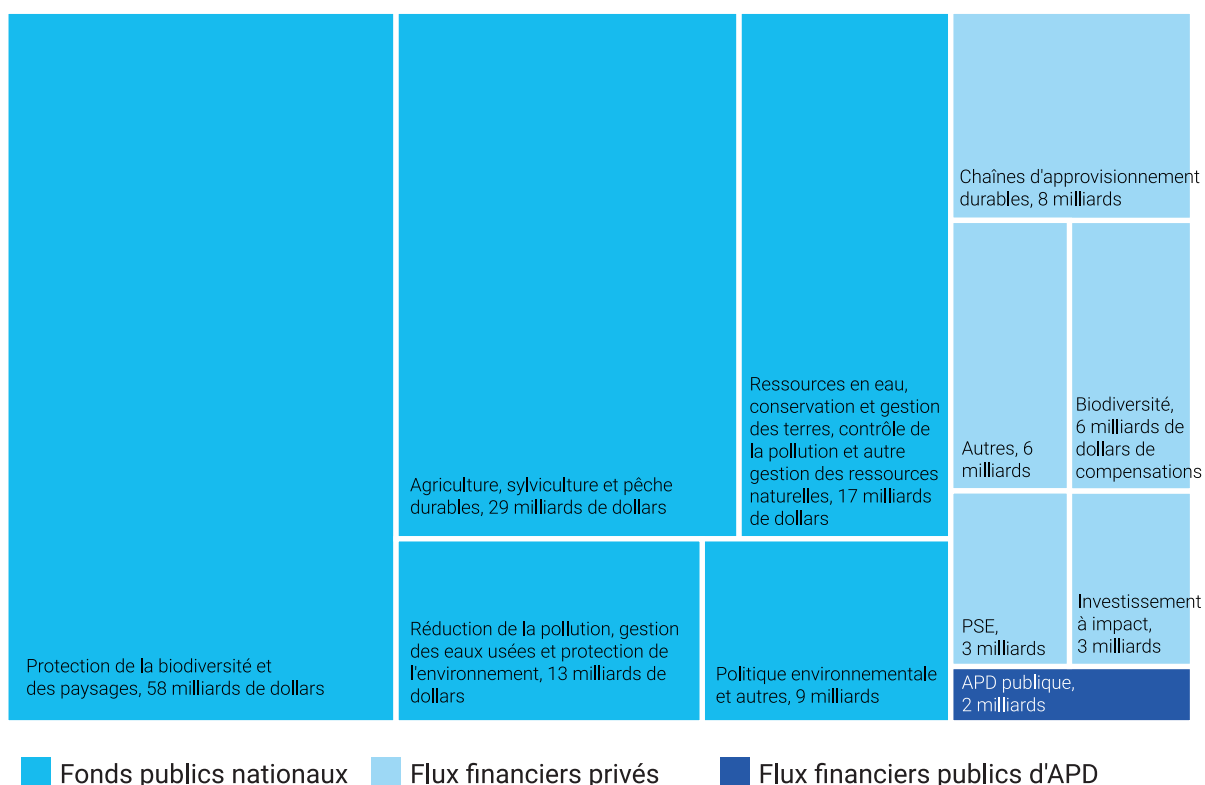 Protection de la biodiversité et
des paysages, 58 milliards de dollars
Agriculture, sylviculture et pêche
durables, 29 milliards de dollars
Ressources en eau,
conservation et gestion
des terres, contrôle de
la pollution et autre
gestion des ressources
naturelles, 17 milliards
de dollars
Réduction de la pollution, gestion
des eaux usées et protection de
l'environnement, 13 milliards de
dollars
Politique environnementale
et autres, 9 milliards
Chaînes d'approvisionnement
durables, 8 milliards
Autres, 6
milliards
Biodiversité,
6 milliards de
dollars de
compensations
PSE,
3 milliards
Investissement
à impact,
3 milliards
APD publique,
2 milliards
Fonds publics nationaux
Flux financiers privés
Flux financiers publics d'APD